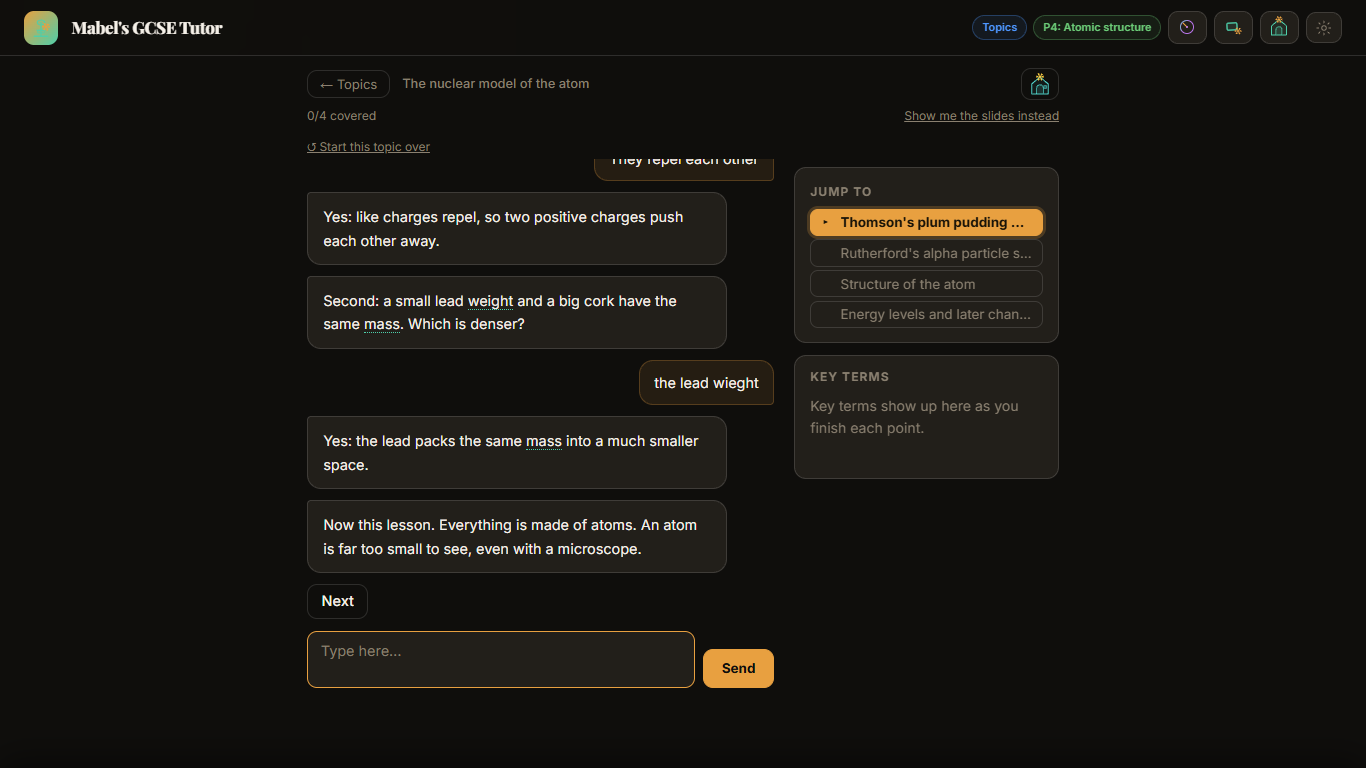 Mabel's GCSE Tutor
Topics
P4: Atomic structure
← Topics
The nuclear model of the atom
0/4 covered
Show me the slides instead
↺ Start this topic over
They repel each other
Yes: like charges repel, so two positive charges push
each other away.
Second: a small lead weight and a big cork have the
same mass. Which is denser?
the lead wieght
Yes: the lead packs the same mass into a much smaller
space.
Now this lesson. Everything is made of atoms. An atom
is far too small to see, even with a microscope.
Next
Type here...
Send
JUMP TO
Thomson's plum pudding ...
Rutherford's alpha particle s...
Structure of the atom
Energy levels and later chan...
KEY TERMS
Key terms show up here as you
finish each point.